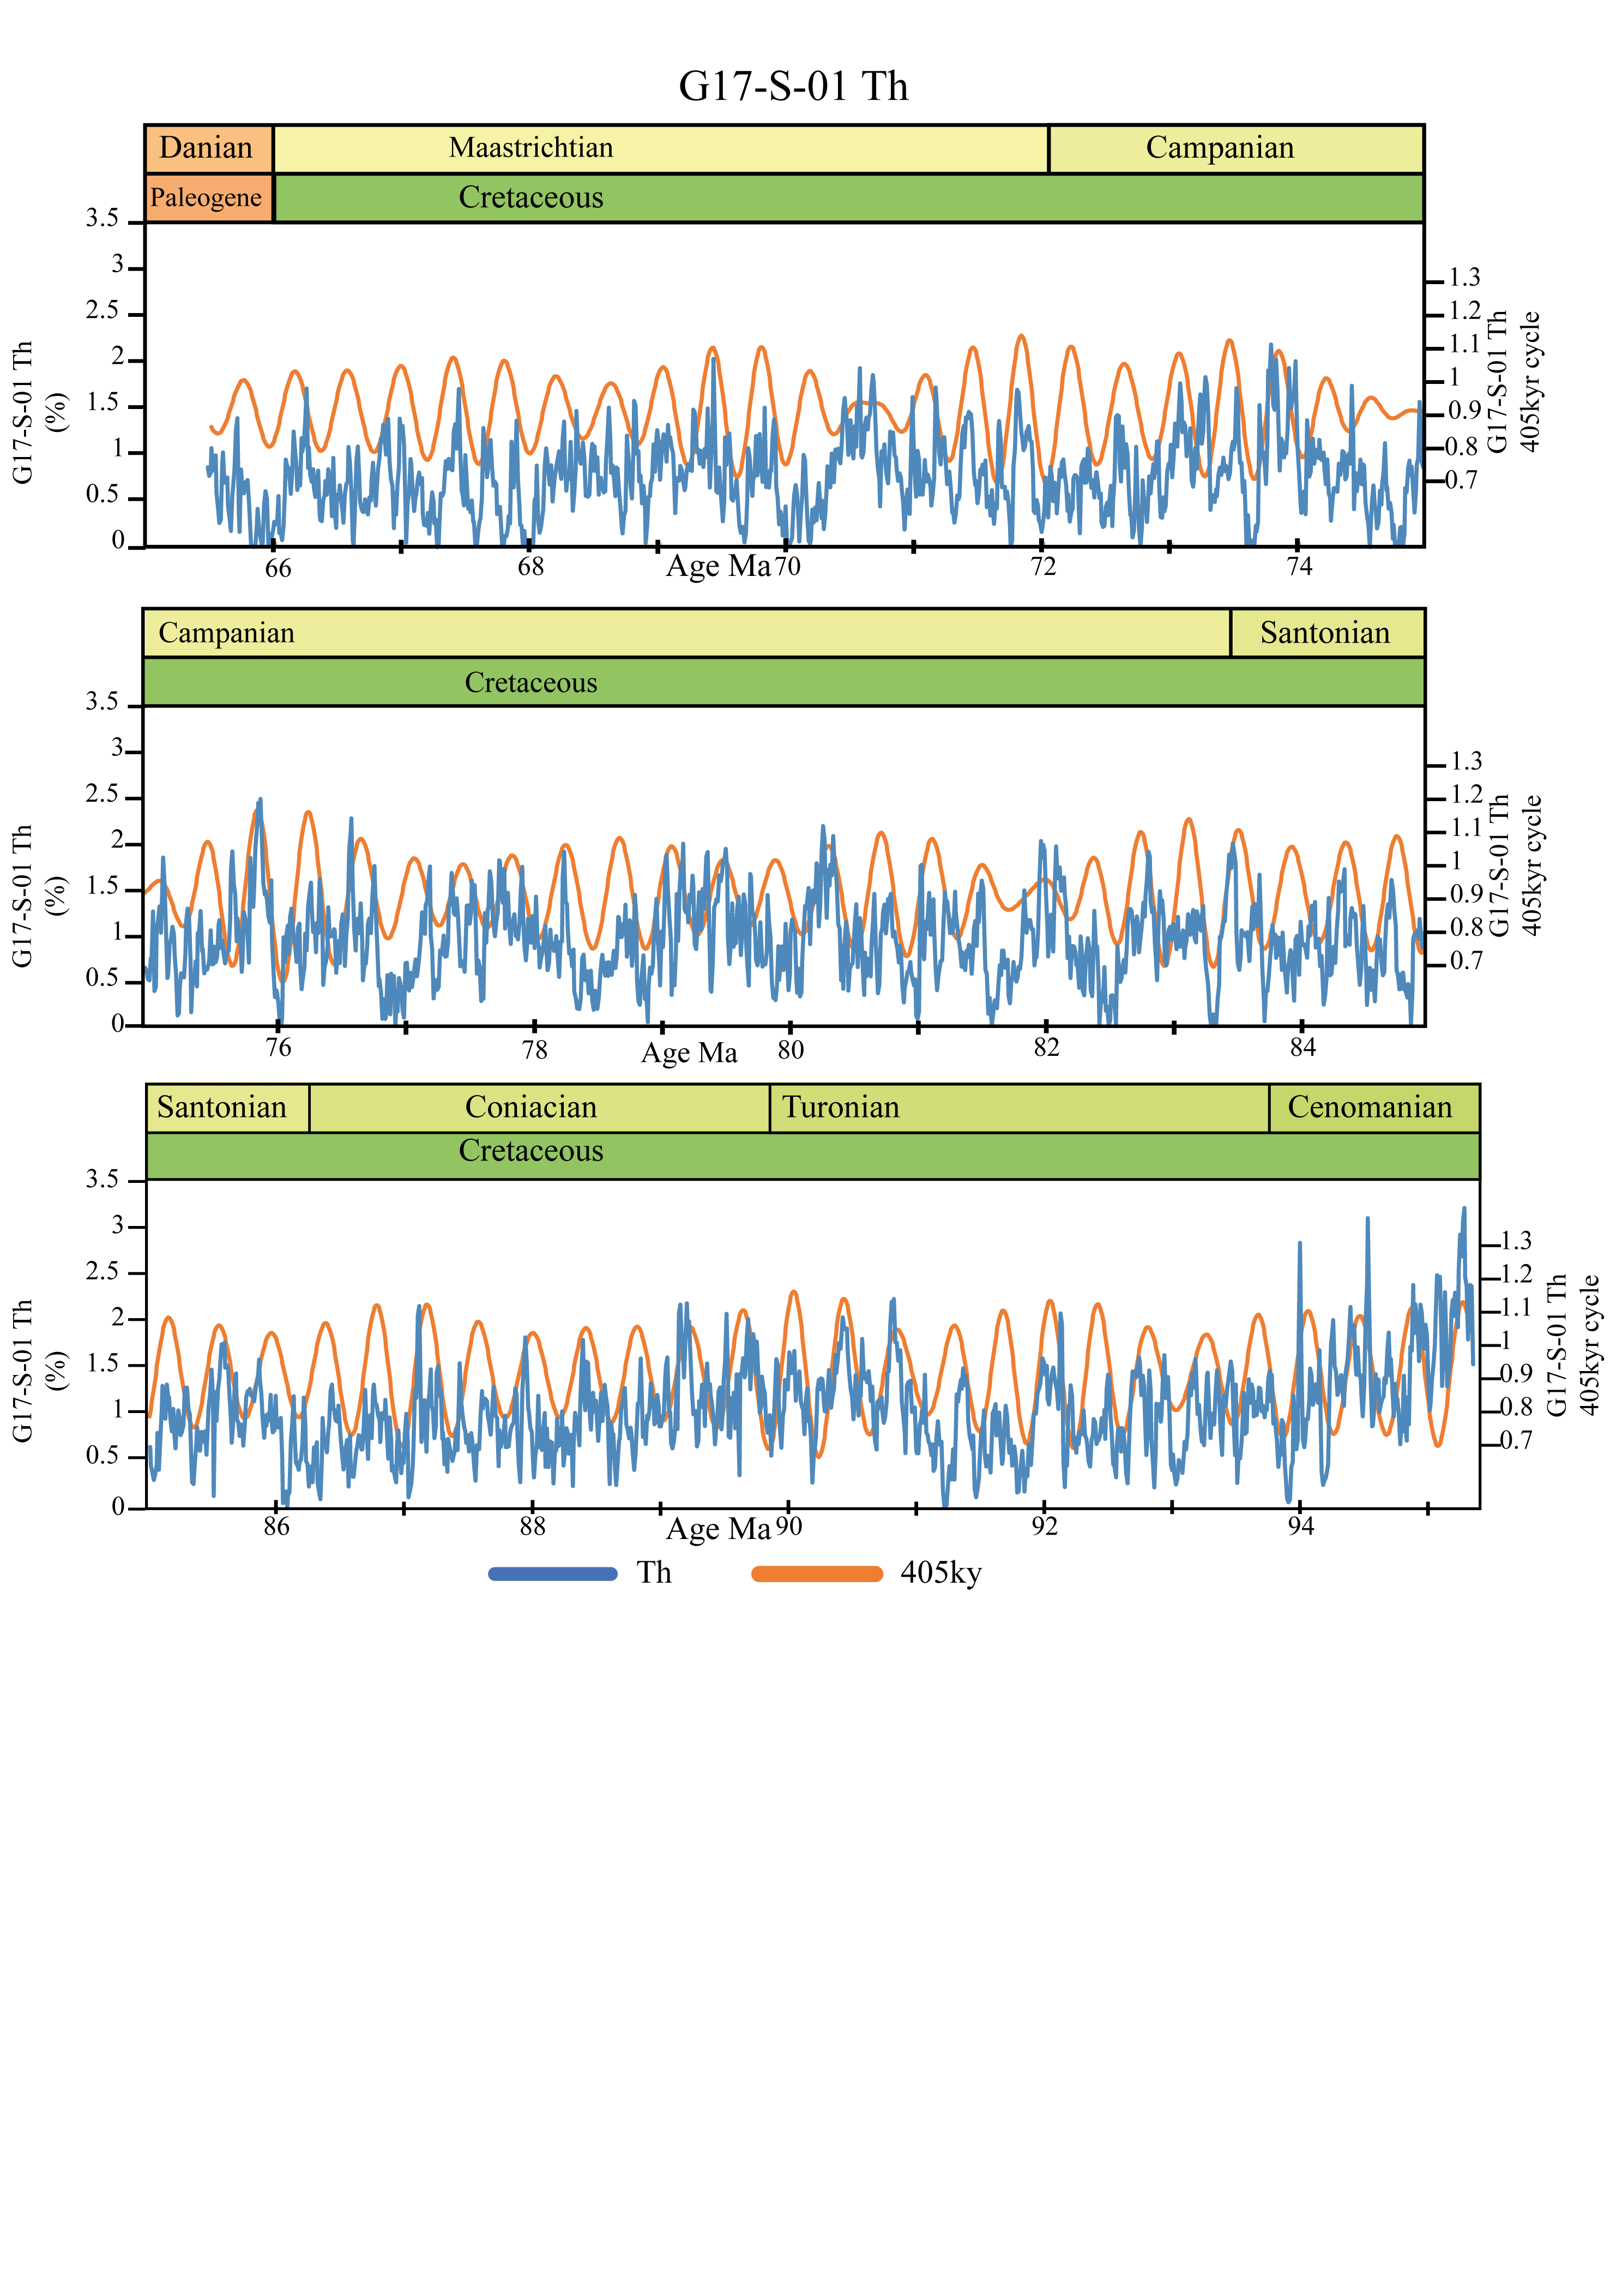 G17-S-01 Th
Danian Maastrichtian Campanian
Paleogene Cretaceous
3.5
3
2.5
2
1.5
1
0.5
0
G17-S-01 Th
(%)
1.3
1.2
1.1
1
0.9
0.8
0.7
G17-S-01 Th
405kyr cycle
66 68 Age Ma 70 72 74
Campanian Santonian
Cretaceous
3.5
3
2.5
2
1.5
1
0.5
0
G17-S-01 Th
(%)
1.3
1.2
1.1
1
0.9
0.8
0.7
G17-S-01 Th
405kyr cycle
76 78 Age Ma 80 82 84
Santonian Coniacian Turonian Cenomanian
Cretaceous
3.5
3
2.5
2
1.5
1
0.5
0
G17-S-01 Th
(%)
1.3
1.2
1.1
1
0.9
0.8
0.7
G17-S-01 Th
405kyr cycle
86 88 Age Ma 90 92 94
Th 405ky